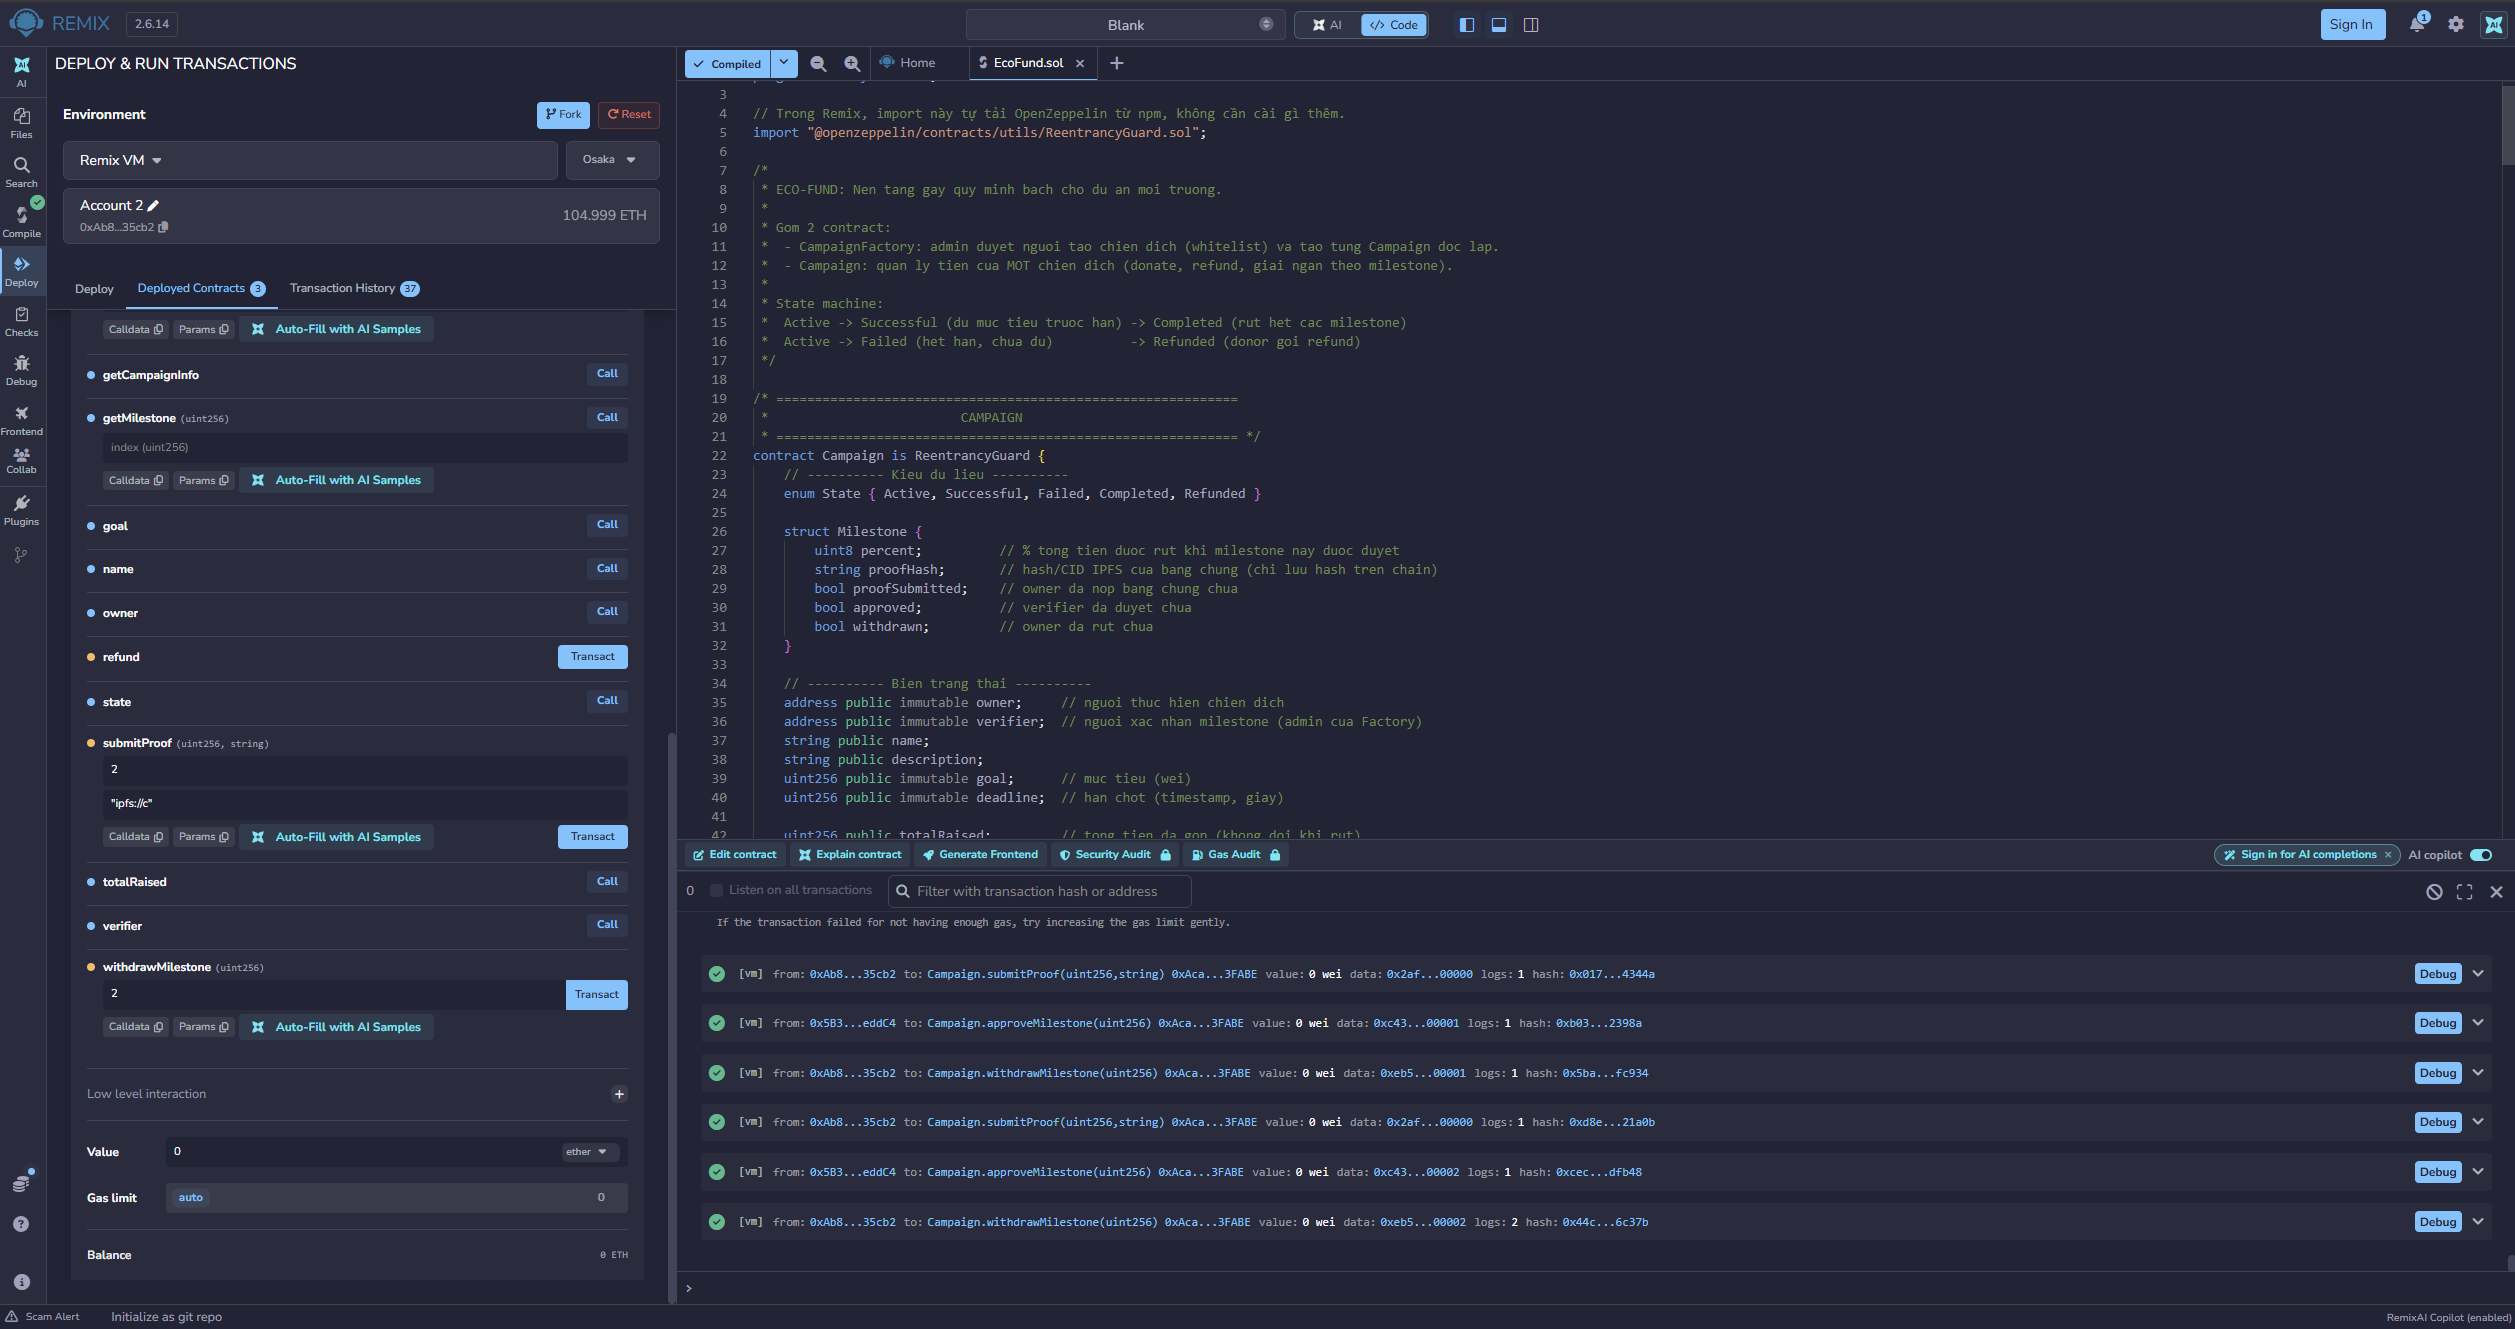 REMIX 2.6.14
Blank
AI
Code
Sign In
1
AI
AI
Files
Search
Compile
Deploy
Checks
Debug
Frontend
Collab
Plugins
DEPLOY & RUN TRANSACTIONS
Environment
Fork
Reset
Remix VM
Osaka
Account 2
0xAb8...35cb2
104.999 ETH
Deploy
Deployed Contracts 3
Transaction History 37
Calldata Params Auto-Fill with AI Samples
getCampaignInfo Call
getMilestone (uint256) Call
index (uint256)
Calldata Params Auto-Fill with AI Samples
goal Call
name Call
owner Call
refund Transact
state Call
submitProof (uint256, string)
2
"ipfs://c"
Calldata Params Auto-Fill with AI Samples Transact
totalRaised Call
verifier Call
withdrawMilestone (uint256)
2 Transact
Calldata Params Auto-Fill with AI Samples
Low level interaction
Value 0 ether
Gas limit auto 0
Balance 0 ETH
Compiled
Home
EcoFund.sol
3
4 // Trong Remix, import này tự tải OpenZeppelin từ npm, không cần cài gì thêm.
5 import "@openzeppelin/contracts/utils/ReentrancyGuard.sol";
6
7 /*
8 * ECO-FUND: Nen tang gay quy minh bach cho du an moi truong.
9 *
10 * Gom 2 contract:
11 * - CampaignFactory: admin duyet nguoi tao chien dich (whitelist) va tao tung Campaign doc lap.
12 * - Campaign: quan ly tien cua MOT chien dich (donate, refund, giai ngan theo milestone).
13 *
14 * State machine:
15 * Active -> Successful (du muc tieu truoc han) -> Completed (rut het cac milestone)
16 * Active -> Failed (het han, chua du) -> Refunded (donor goi refund)
17 */
18
19 /* ============================================================
20 * CAMPAIGN
21 * ============================================================ */
22 contract Campaign is ReentrancyGuard {
23 // ---------- Kieu du lieu ----------
24 enum State { Active, Successful, Failed, Completed, Refunded }
25
26 struct Milestone {
27 uint8 percent; // % tong tien duoc rut khi milestone nay duoc duyet
28 string proofHash; // hash/CID IPFS cua bang chung (chi luu hash tren chain)
29 bool proofSubmitted; // owner da nop bang chung chua
30 bool approved; // verifier da duyet chua
31 bool withdrawn; // owner da rut chua
32 }
33
34 // ---------- Bien trang thai ----------
35 address public immutable owner; // nguoi thuc hien chien dich
36 address public immutable verifier; // nguoi xac nhan milestone (admin cua Factory)
37 string public name;
38 string public description;
39 uint256 public immutable goal; // muc tieu (wei)
40 uint256 public immutable deadline; // han chot (timestamp, giay)
41
42 uint256 public totalRaised; // tong tien da gop (khong doi khi rut)
Edit contract
Explain contract
Generate Frontend
Security Audit
Gas Audit
Sign in for AI completions
AI copilot
0
Listen on all transactions
Filter with transaction hash or address
If the transaction failed for not having enough gas, try increasing the gas limit gently.
[vm] from: 0xAb8...35cb2 to: Campaign.submitProof(uint256,string) 0xAca...3FABE value: 0 wei data: 0x2af...00000 logs: 1 hash: 0x017...4344a Debug
[vm] from: 0x5B3...eddC4 to: Campaign.approveMilestone(uint256) 0xAca...3FABE value: 0 wei data: 0xc43...00001 logs: 1 hash: 0xb03...2398a Debug
[vm] from: 0xAb8...35cb2 to: Campaign.withdrawMilestone(uint256) 0xAca...3FABE value: 0 wei data: 0xeb5...00001 logs: 1 hash: 0x5ba...fc934 Debug
[vm] from: 0xAb8...35cb2 to: Campaign.submitProof(uint256,string) 0xAca...3FABE value: 0 wei data: 0x2af...00000 logs: 1 hash: 0xd8e...21a0b Debug
[vm] from: 0x5B3...eddC4 to: Campaign.approveMilestone(uint256) 0xAca...3FABE value: 0 wei data: 0xc43...00002 logs: 1 hash: 0xcec...dfb48 Debug
[vm] from: 0xAb8...35cb2 to: Campaign.withdrawMilestone(uint256) 0xAca...3FABE value: 0 wei data: 0xeb5...00002 logs: 2 hash: 0x44c...6c37b Debug
>
Scam Alert
Initialize as git repo
RemixAI Copilot (enabled)